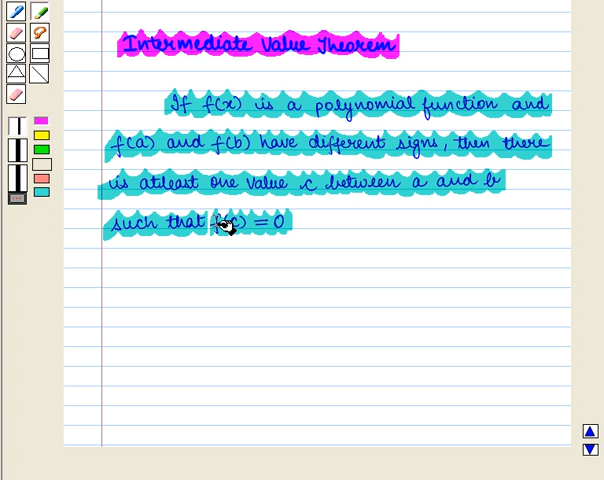 Intermediate Value Theorem
If f(x) is a polynomial function and
f(a) and f(b) have different signs, then there
is atleast one value c between a and b
such that f(c) = 0